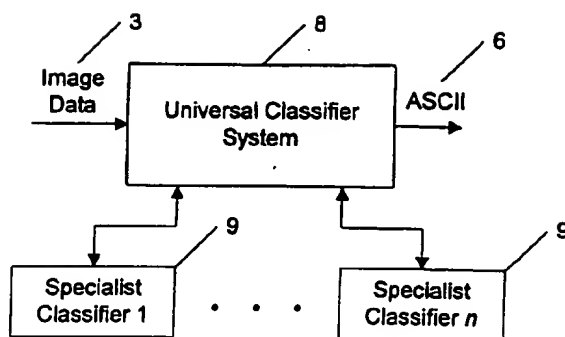 3
8
6
Image
Data
Universal Classifier
System
ASCII
9
9
Specialist
Classifier 1
. . .
Specialist
Classifier n